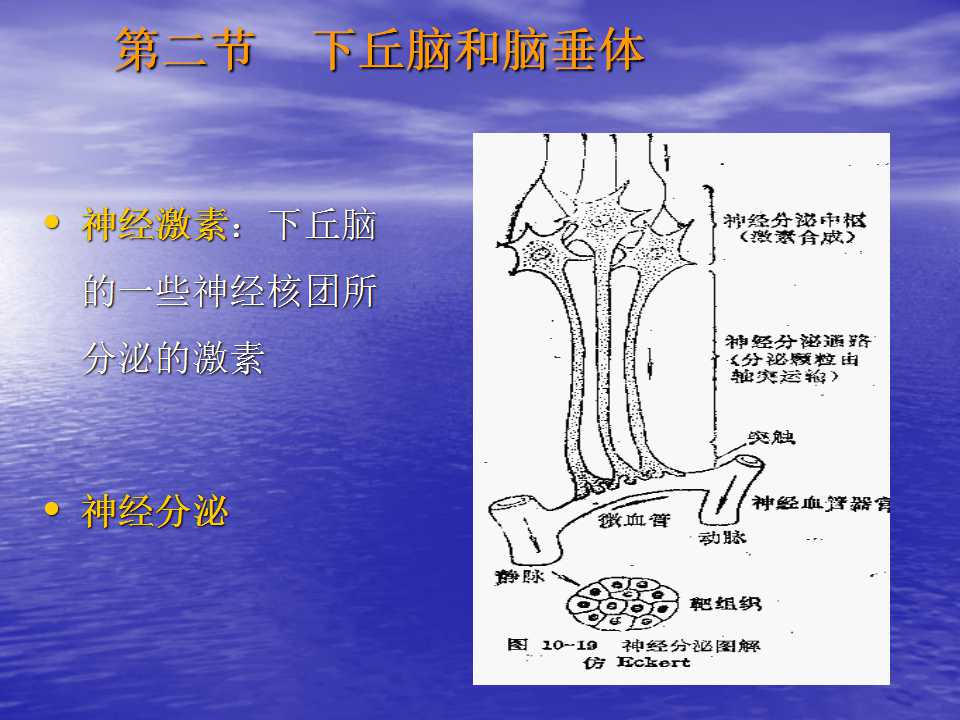 第二节 下丘脑和脑垂体
• 神经激素：下丘脑
的一些神经核团所
分泌的激素
• 神经分泌
神经分泌中枢
（激素合成）
神经分泌通路
（分泌颗粒由
轴突运输）
突触
神经血管器官
微血管
动脉
静脉
靶组织
图 10-19 神经分泌图解
仿 Eckert